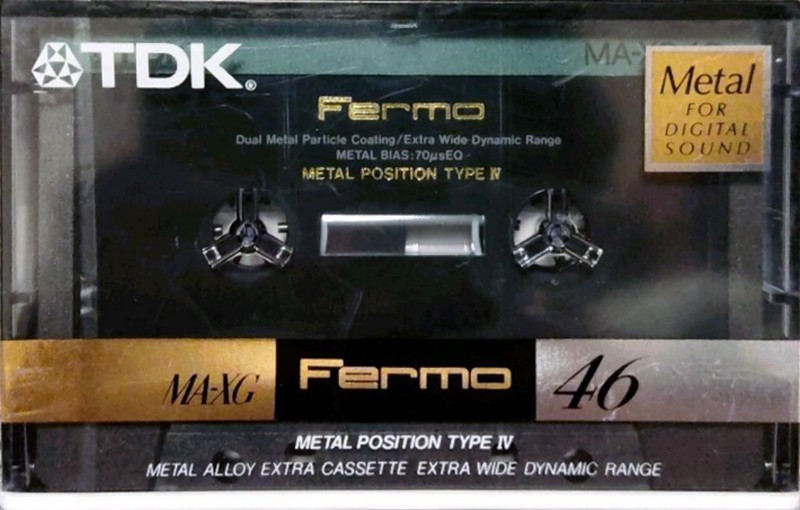 TDK®
MA-X
Metal
FOR
DIGITAL
SOUND
Fermo
Dual Metal Particle Coating/Extra Wide Dynamic Range
METAL BIAS:70µsEQ
METAL POSITION TYPE IV
MA-XG
Fermo
46
METAL POSITION TYPE IV
METAL ALLOY EXTRA CASSETTE EXTRA WIDE DYNAMIC RANGE